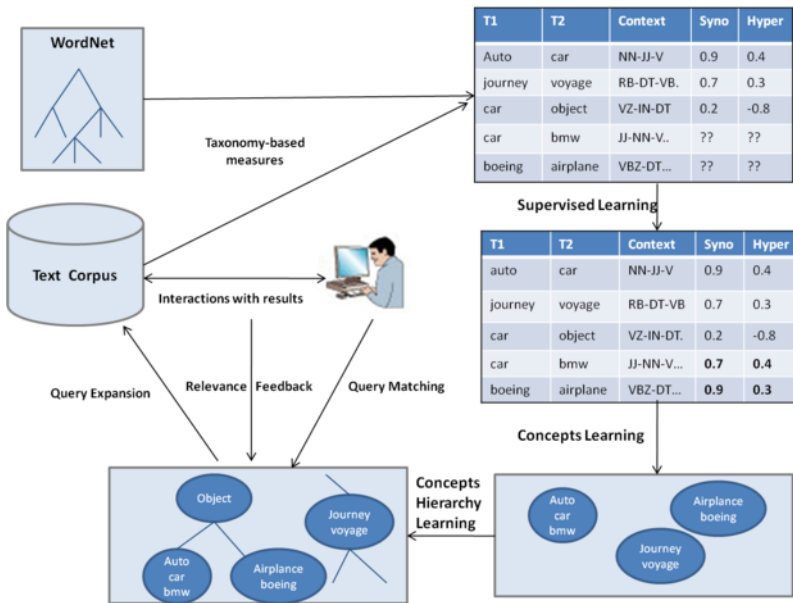 WordNet
Taxonomy-based
measures
T1 T2 Context Syno Hyper
Auto car NN-JJ-V 0.9 0.4
journey voyage RB-DT-VB. 0.7 0.3
car object VZ-IN-DT 0.2 -0.8
car bmw JJ-NN-V.. ?? ??
boeing airplane VBZ-DT... ?? ??
Supervised Learning
Text Corpus
Interactions with results
T1 T2 Context Syno Hyper
auto car NN-JJ-V 0.9 0.4
journey voyage RB-DT-VB 0.7 0.3
car object VZ-IN-DT. 0.2 -0.8
car bmw JJ-NN-V... 0.7 0.4
boeing airplane VBZ-DT... 0.9 0.3
Query Expansion
Relevance Feedback
Query Matching
Concepts Learning
Concepts
Hierarchy
Learning
Object
Journey
voyage
Auto
car
bmw
Airplance
boeing
Auto
car
bmw
Airplance
boeing
Journey
voyage